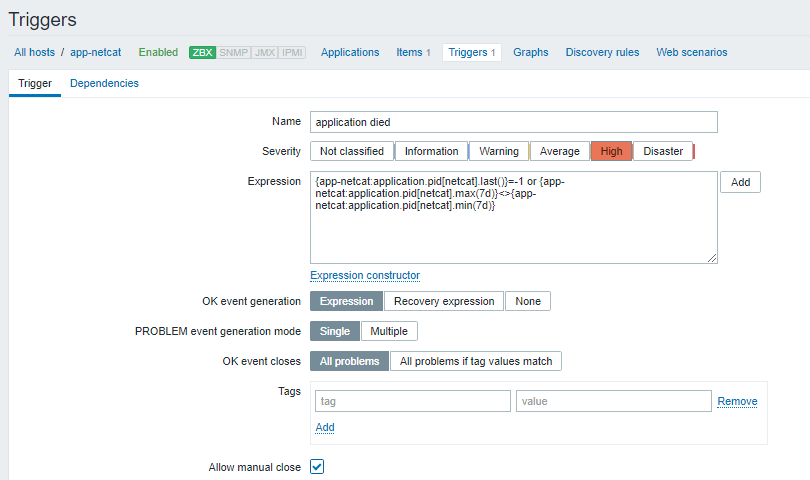 Triggers
All hosts / app-netcat Enabled ZBX SNMP JMX IPMI Applications Items 1 Triggers 1 Graphs Discovery rules Web scenarios
Trigger Dependencies
Name application died
Severity Not classified Information Warning Average High Disaster
Expression {app-netcat:application.pid[netcat].last()}=-1 or {app- Add
netcat:application.pid[netcat].max(7d)}<>{app-
netcat:application.pid[netcat].min(7d)}
Expression constructor
OK event generation Expression Recovery expression None
PROBLEM event generation mode Single Multiple
OK event closes All problems All problems if tag values match
Tags tag value Remove
Add
Allow manual close